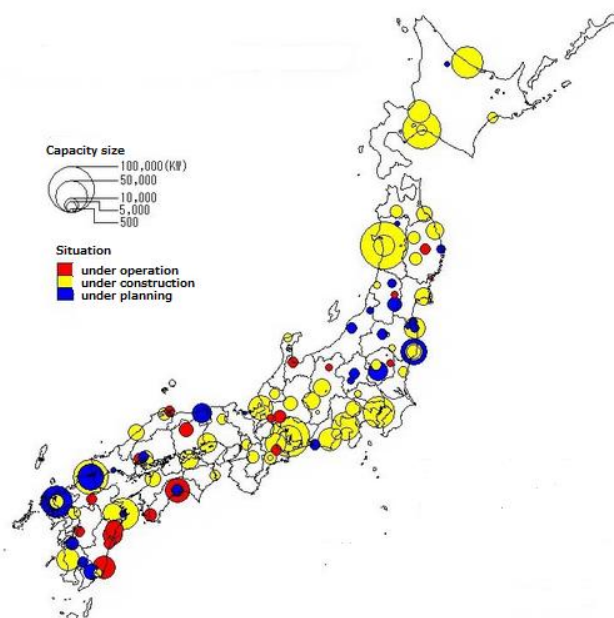 Capacity size
100,000(KW)
50,000
10,000
5,000
500
Situation
under operation
under construction
under planning